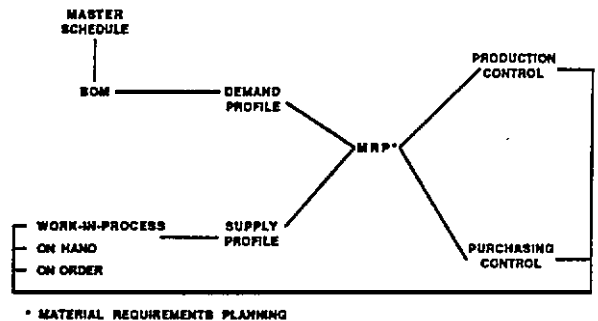 MASTER
SCHEDULE
BOM
DEMAND
PROFILE
PRODUCTION
CONTROL
MRP*
WORK-IN-PROCESS
ON HAND
ON ORDER
SUPPLY
PROFILE
PURCHASING
CONTROL
* MATERIAL REQUIREMENTS PLANNING